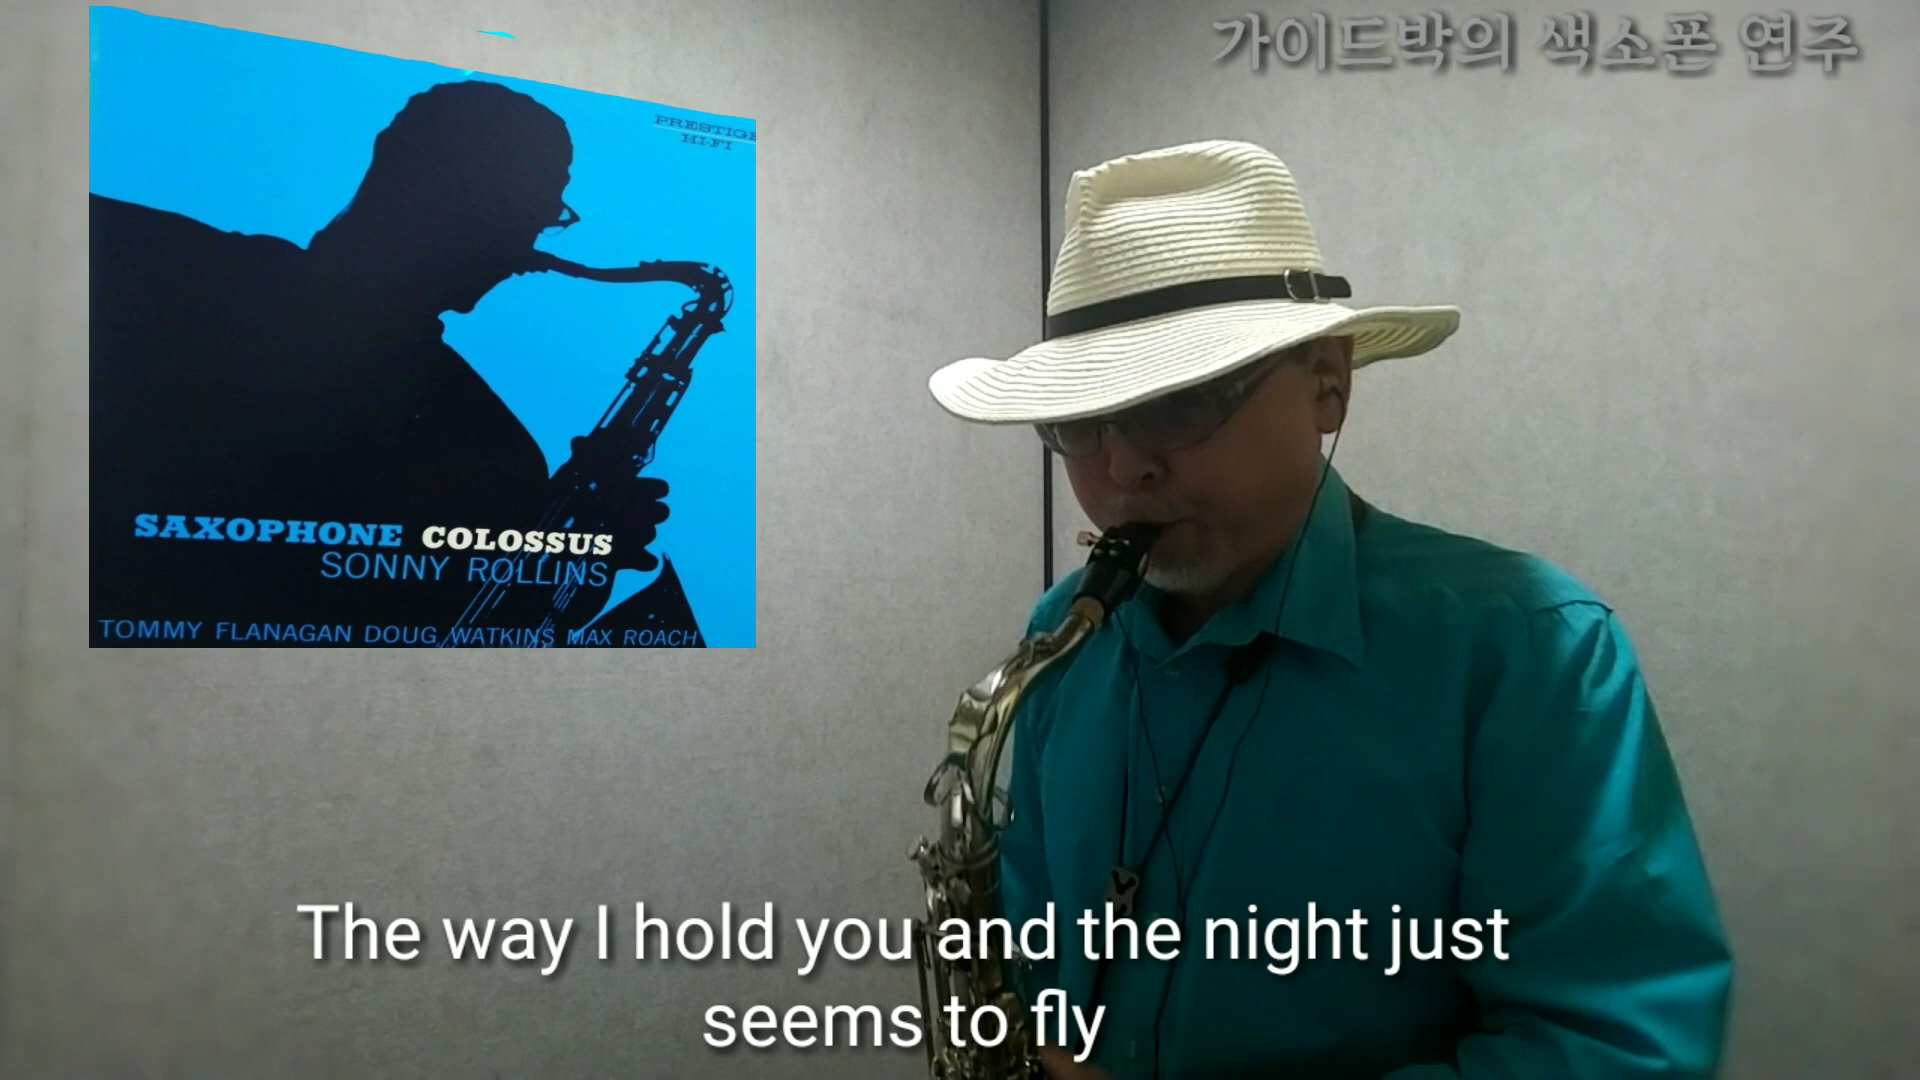 가이드박의 색소폰 연주
PRESTIGE
HI-FI
SAXOPHONE COLOSSUS
SONNY ROLLINS
TOMMY FLANAGAN DOUG WATKINS MAX ROACH
The way I hold you and the night just
seems to fly